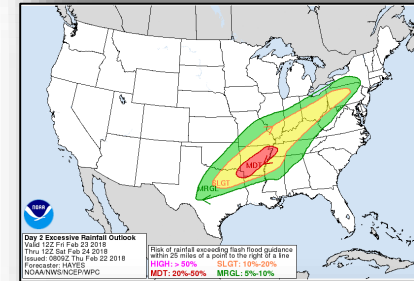 MDT
SLGT
MRGL
NOAA
Day 2 Excessive Rainfall Outlook
Valid 12Z Fri Feb 23 2018
Thru 12Z Sat Feb 24 2018
Issued: 0809Z Thu Feb 22 2018
Forecaster: HAYES
NOAA/NWS/NCEP/WPC
Risk of rainfall exceeding flash flood guidance
within 25 miles of a point to the right of a line
HIGH: > 50% SLGT: 10%-20%
MDT: 20%-50% MRGL: 5%-10%